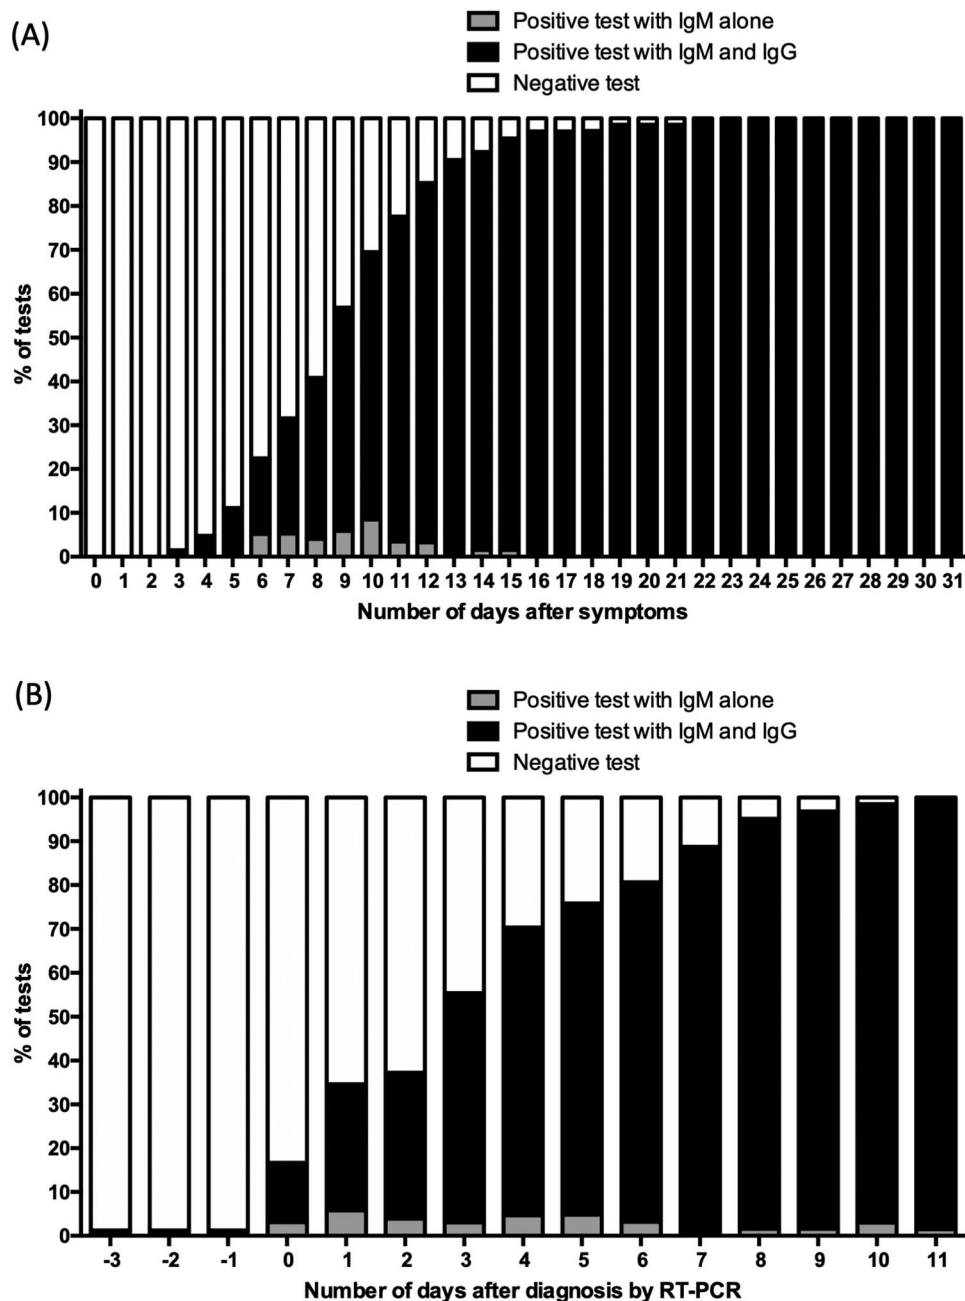 (A)
Positive test with IgM alone
Positive test with IgM and IgG
Negative test
100
90
80
70
60
50
40
30
20
10
0
% of tests
0 1 2 3 4 5 6 7 8 9 10 11 12 13 14 15 16 17 18 19 20 21 22 23 24 25 26 27 28 29 30 31
Number of days after symptoms
(B)
Positive test with IgM alone
Positive test with IgM and IgG
Negative test
100
90
80
70
60
50
40
30
20
10
0
% of tests
-3 -2 -1 0 1 2 3 4 5 6 7 8 9 10 11
Number of days after diagnosis by RT-PCR